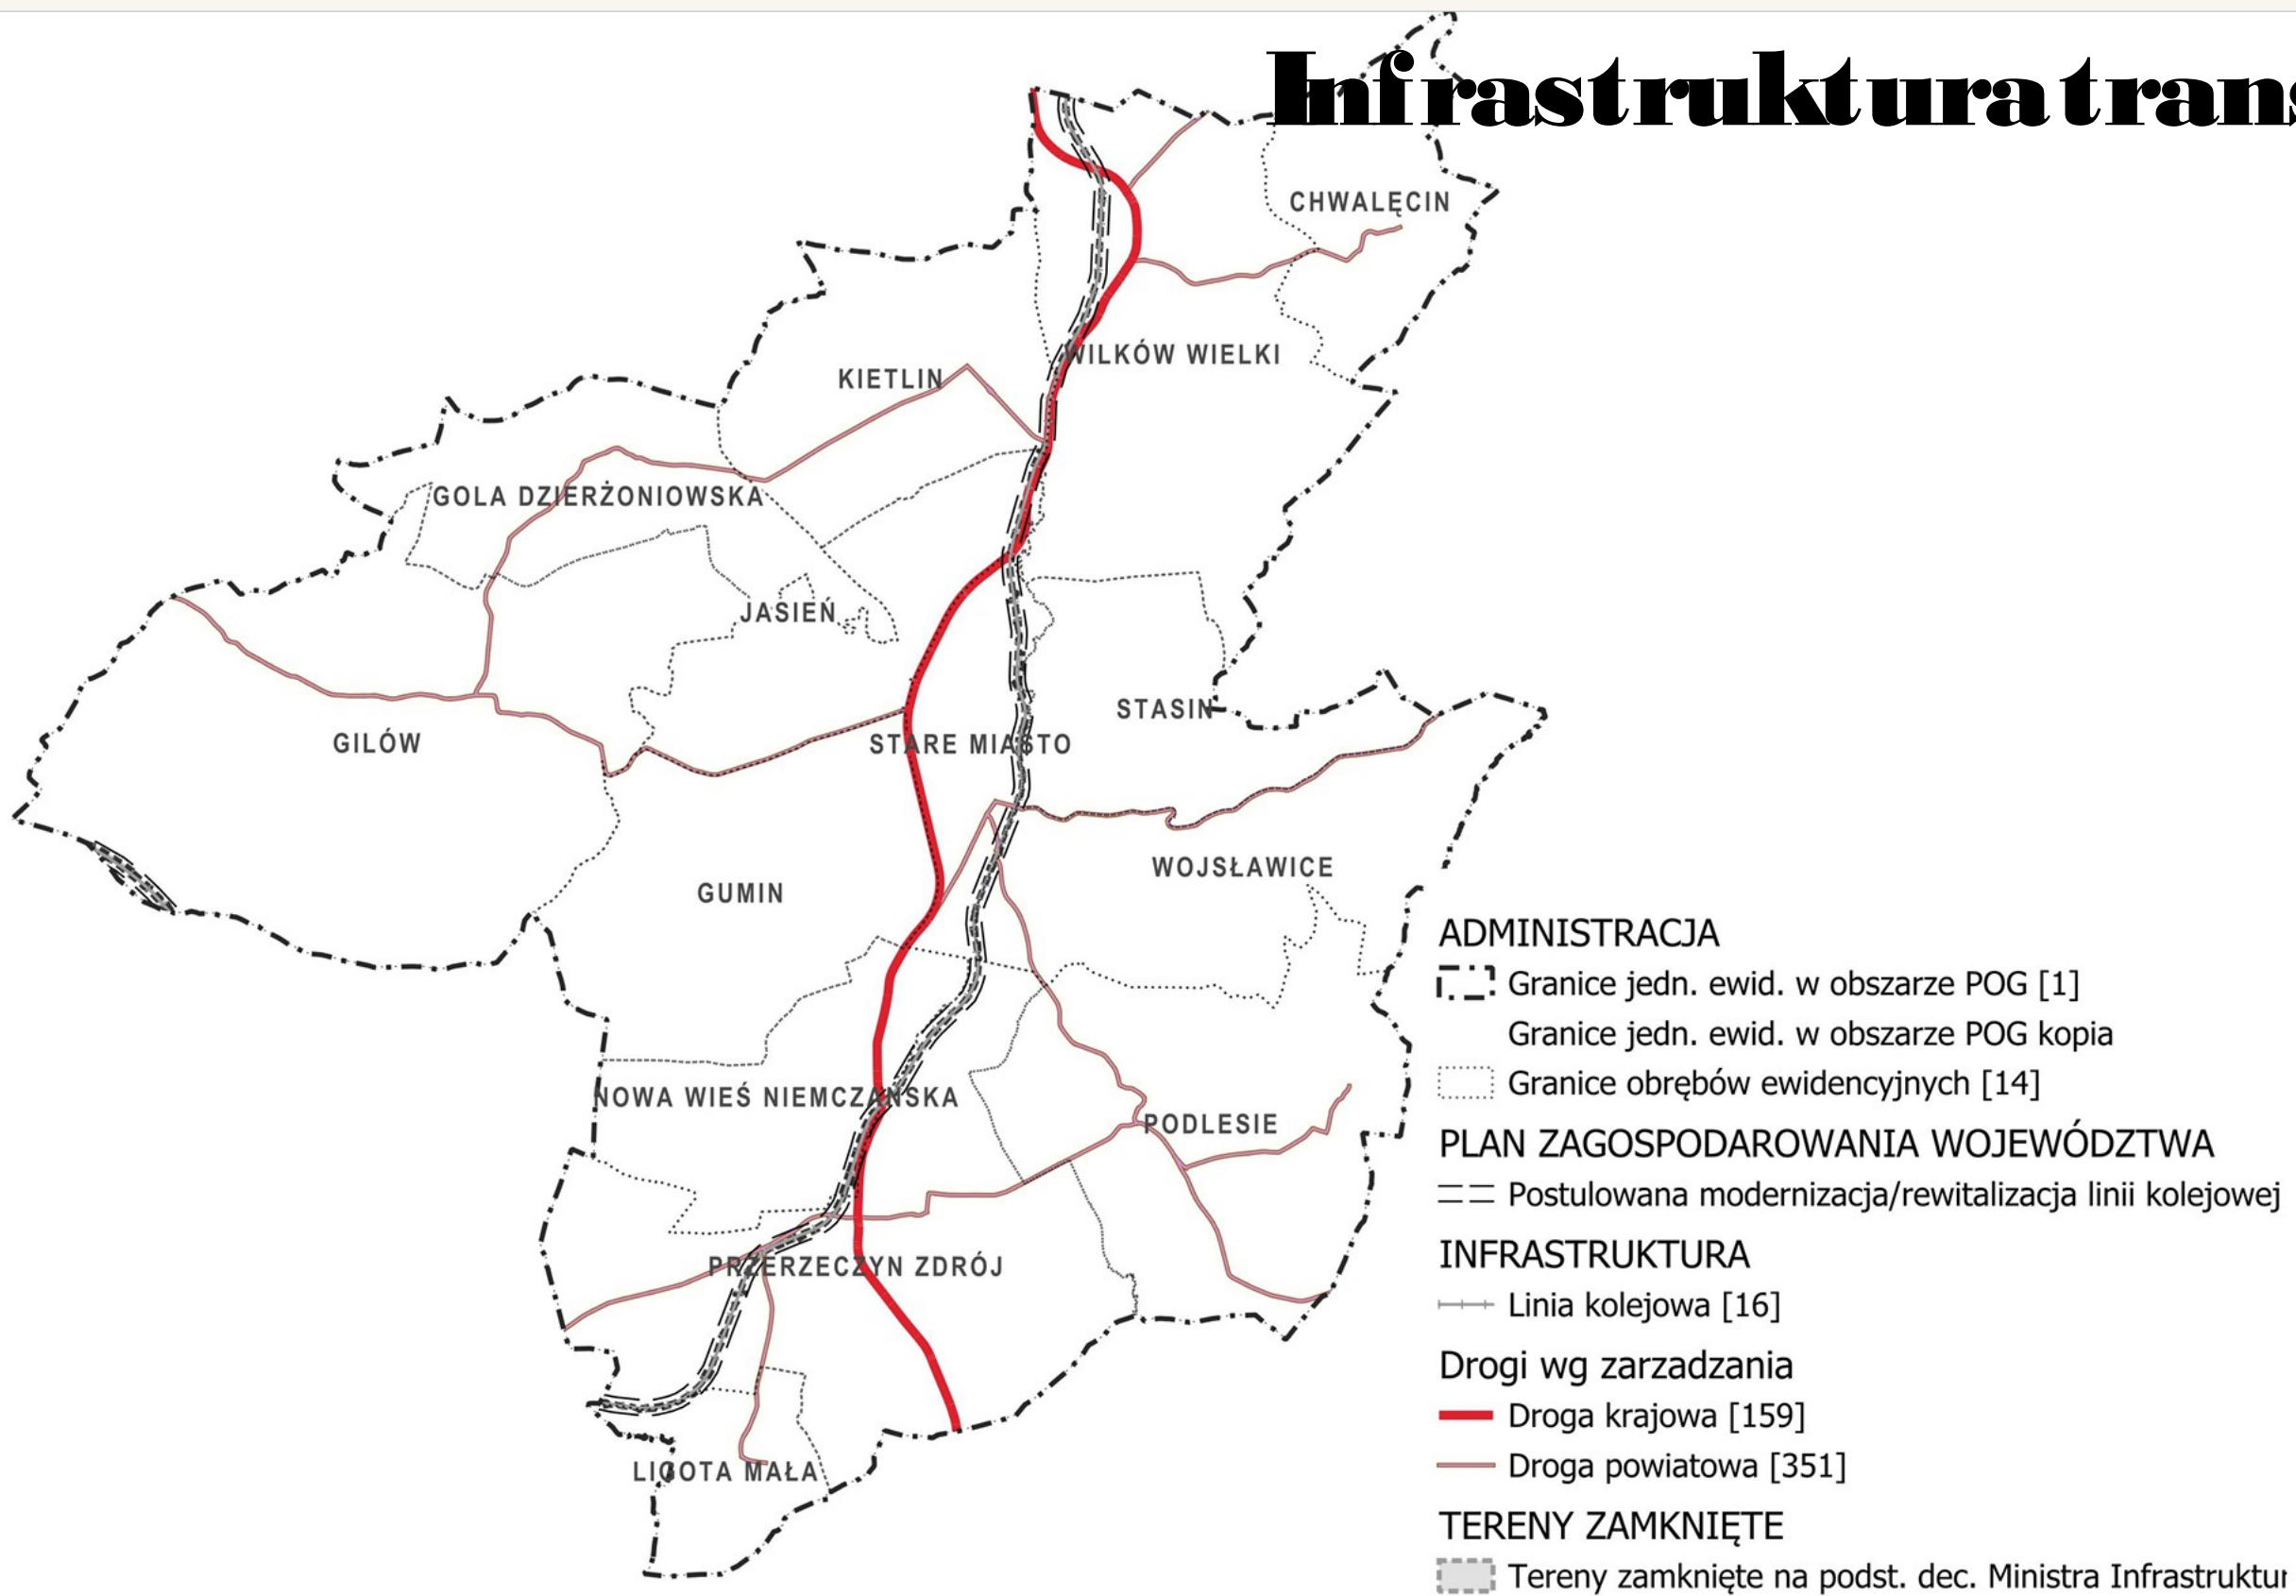 Infrastruktura trans
CHWALĘCIN
WILKÓW WIELKI
KIETLIN
GOLA DZIERŻONIOWSKA
JASIEŃ
STASIN
GILÓW
STARE MIASTO
WOJSŁAWICE
GUMIN
NOWA WIEŚ NIEMCZAŃSKA
PODLESIE
PRZERZECZYN ZDRÓJ
LIGOTA MAŁA
ADMINISTRACJA
Granice jedn. ewid. w obszarze POG [1]
Granice jedn. ewid. w obszarze POG kopia
Granice obrębów ewidencyjnych [14]
PLAN ZAGOSPODAROWANIA WOJEWÓDZTWA
Postulowana modernizacja/rewitalizacja linii kolejowej
INFRASTRUKTURA
Linia kolejowa [16]
Drogi wg zarzadzania
Droga krajowa [159]
Droga powiatowa [351]
TERENY ZAMKNIĘTE
Tereny zamknięte na podst. dec. Ministra Infrastruktur